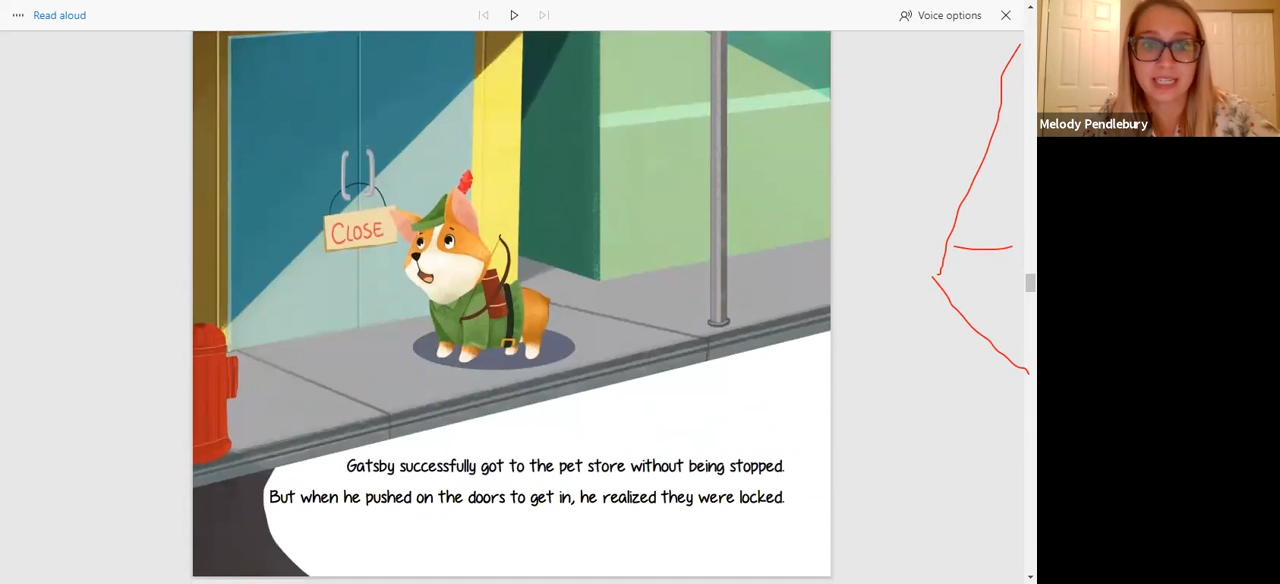 Read aloud
Voice options
Melody Pendlebury
CLOSE
Gatsby successfully got to the pet store without being stopped.
But when he pushed on the doors to get in, he realized they were locked.